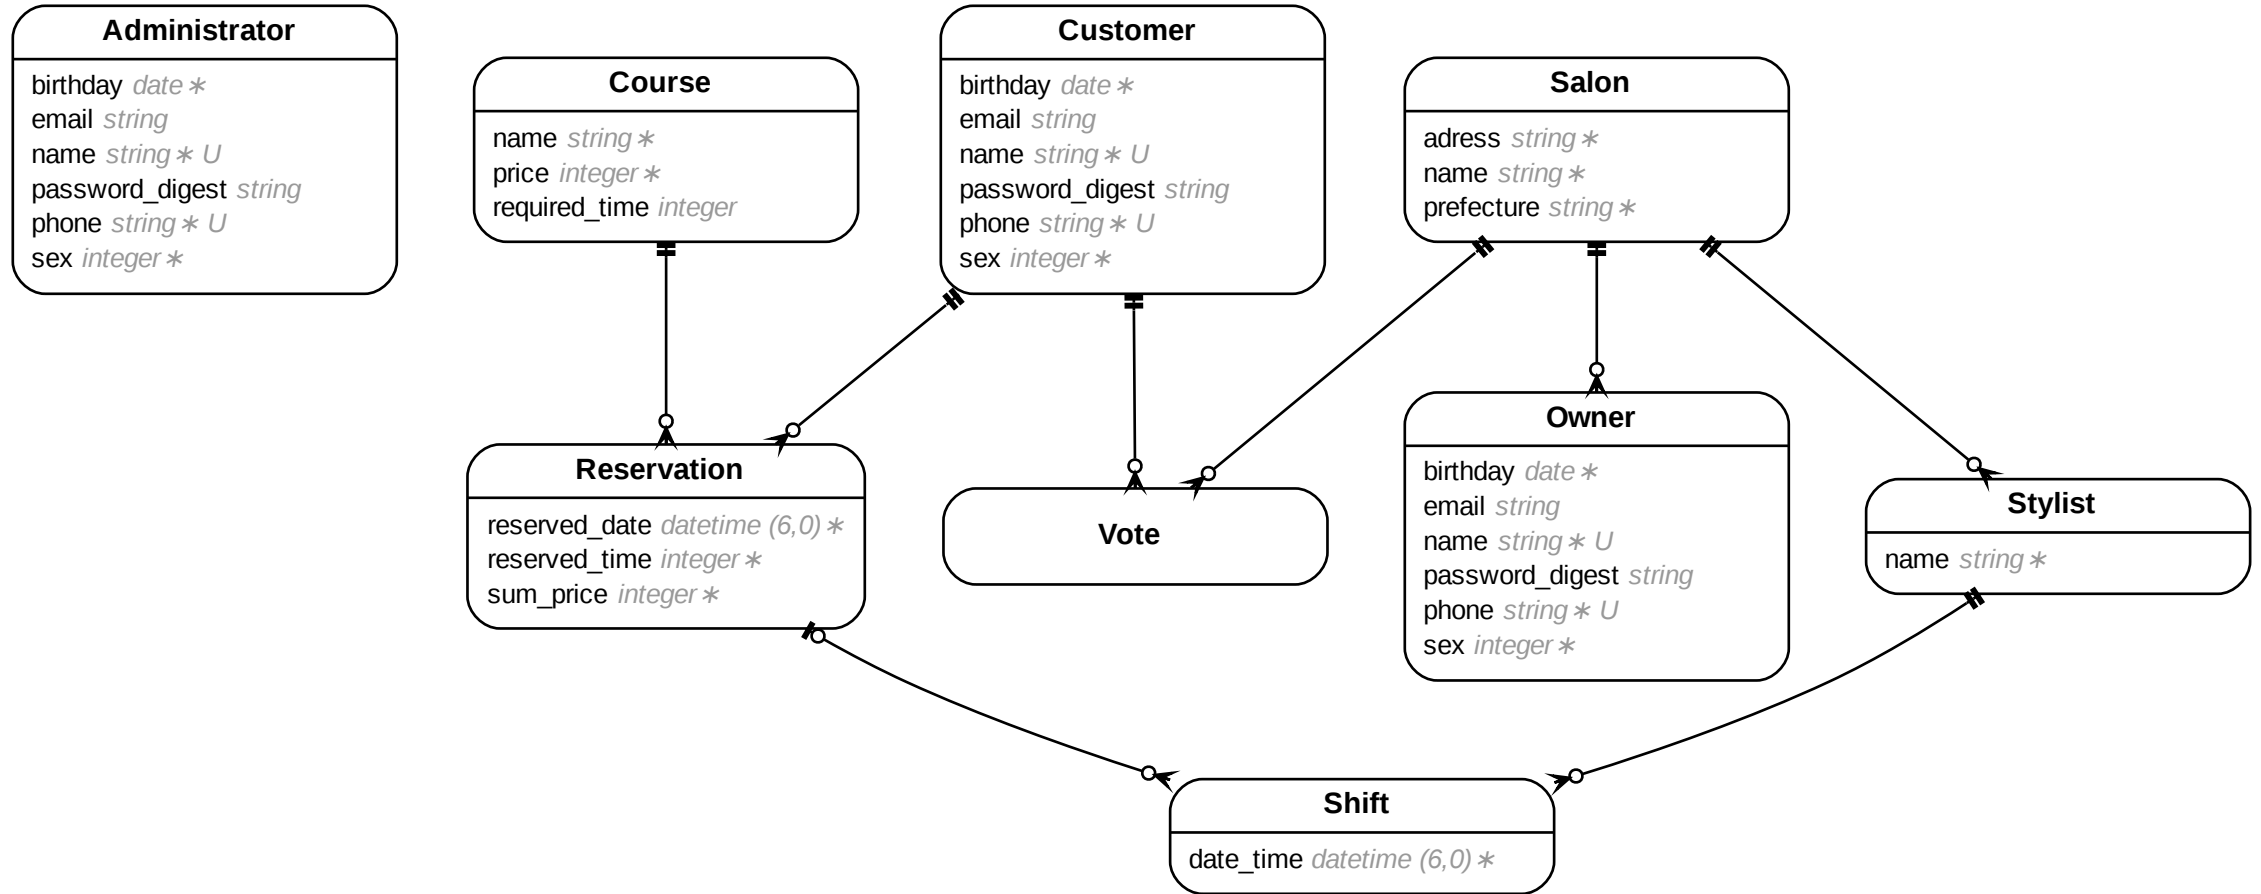 Administrator
birthday date ∗
email string
name string ∗ U
password_digest string
phone string ∗ U
sex integer ∗
Course
name string ∗
price integer ∗
required_time integer
Customer
birthday date ∗
email string
name string ∗ U
password_digest string
phone string ∗ U
sex integer ∗
Salon
adress string ∗
name string ∗
prefecture string ∗
Reservation
reserved_date datetime (6,0) ∗
reserved_time integer ∗
sum_price integer ∗
Vote
Owner
birthday date ∗
email string
name string ∗ U
password_digest string
phone string ∗ U
sex integer ∗
Stylist
name string ∗
Shift
date_time datetime (6,0) ∗